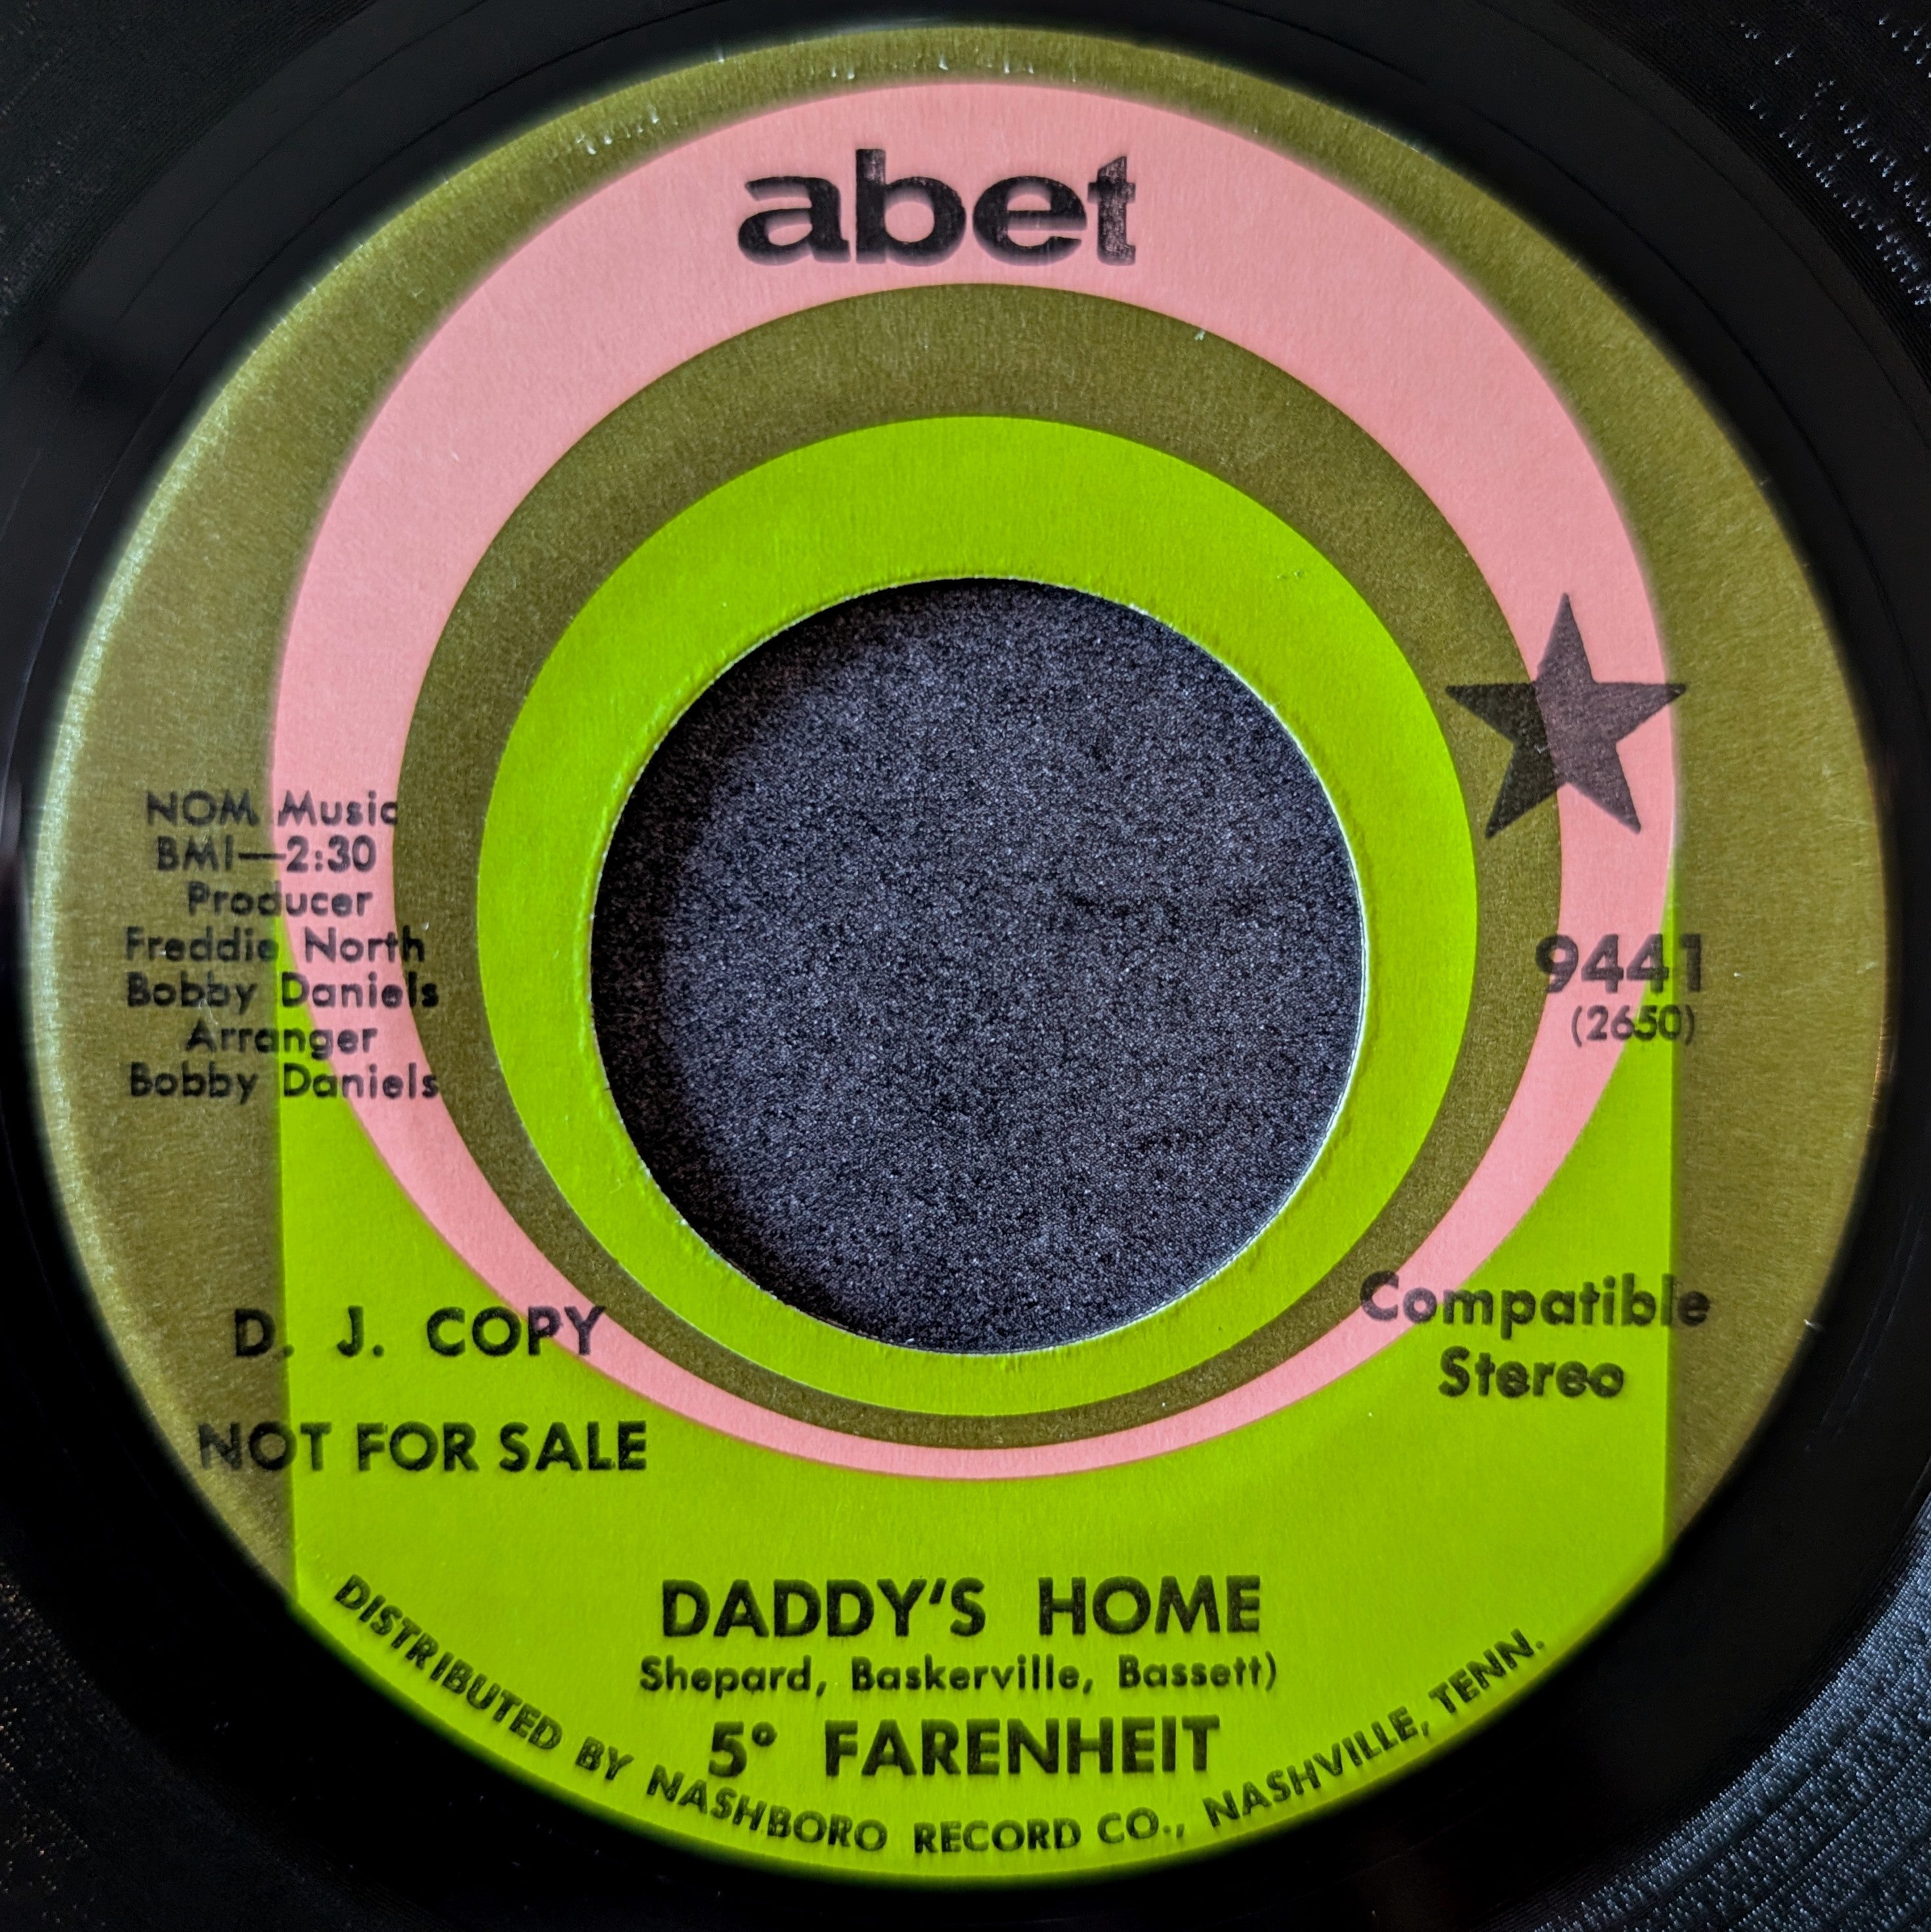 abet
NOM Music
BMI—2:30
Producer
Freddie North
Bobby Daniels
Arranger
Bobby Daniels
9441
(2650)
D. J. COPY
NOT FOR SALE
Compatible
Stereo
DADDY'S HOME
Shepard, Baskerville, Bassett)
5° FARENHEIT
DISTRIBUTED BY NASHBORO RECORD CO., NASHVILLE, TENN.